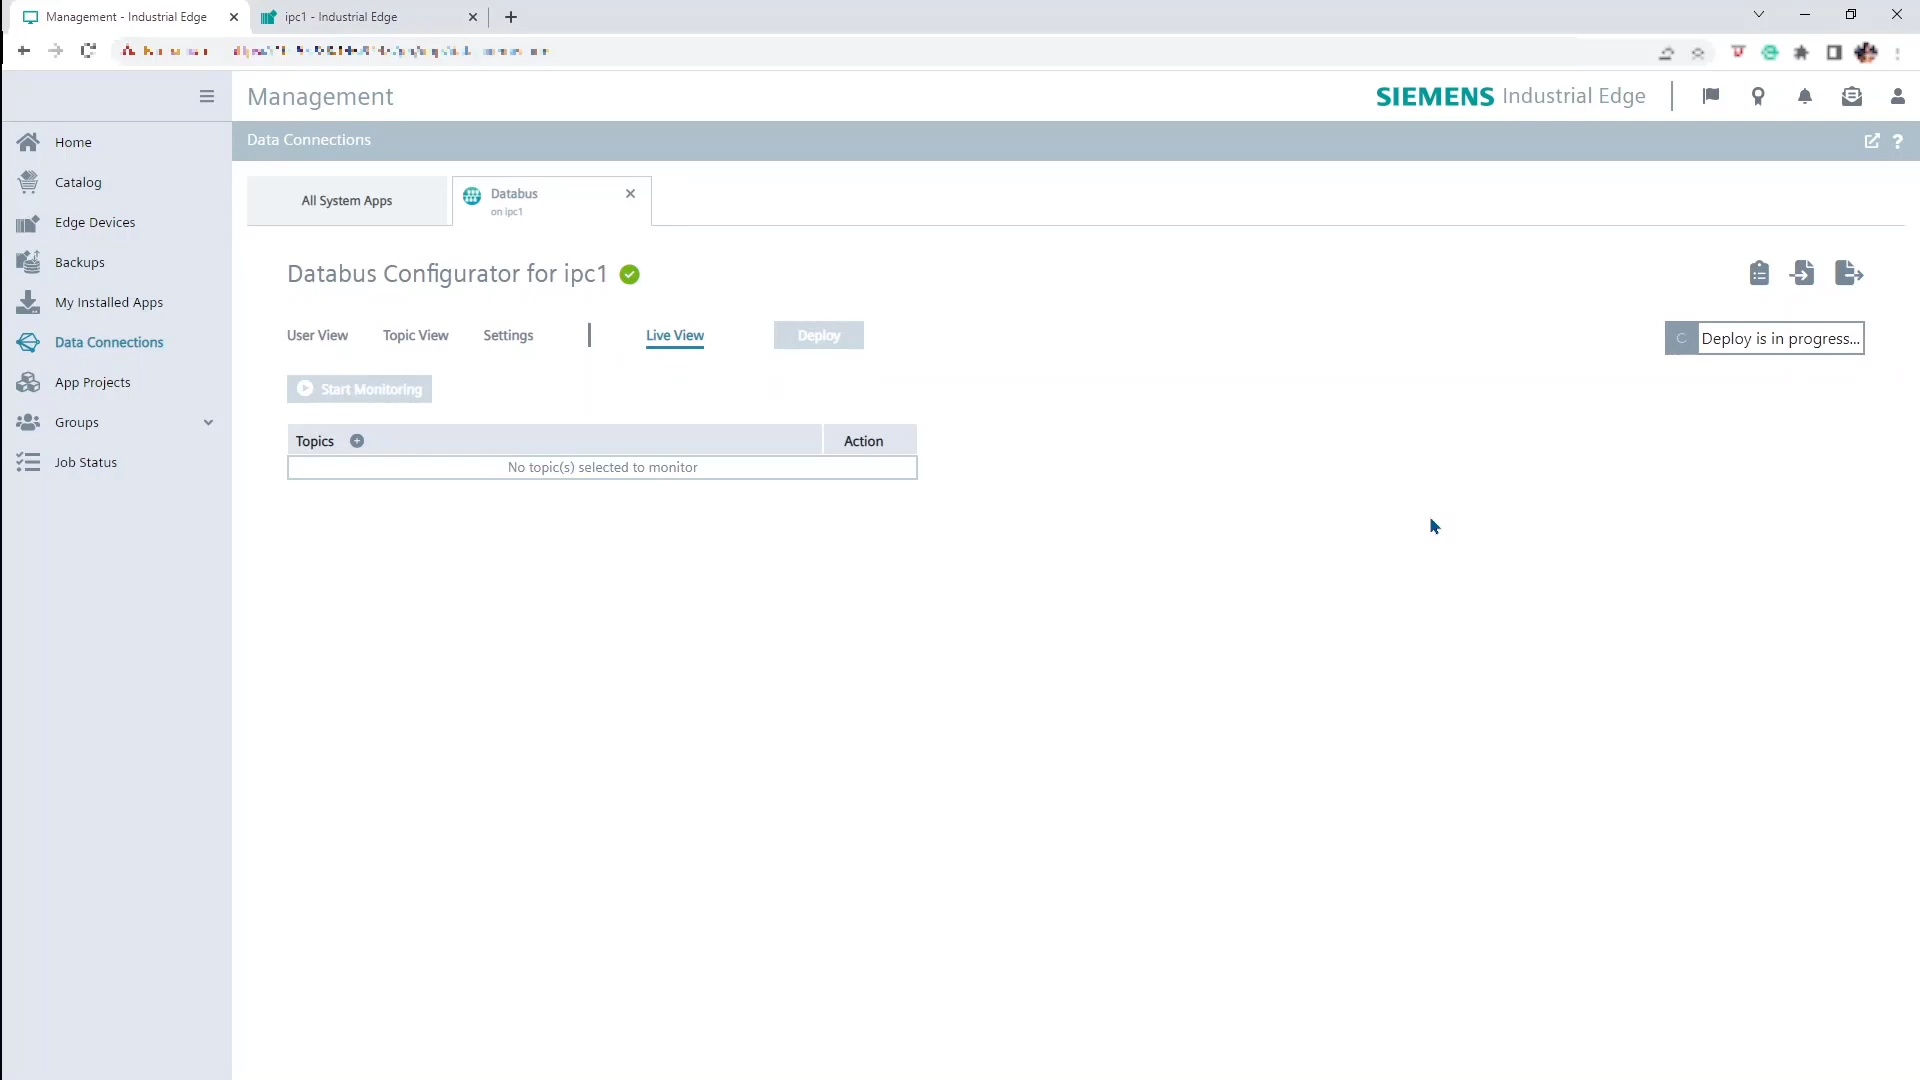 Management - Industrial Edge
ipc1 - Industrial Edge
Management
SIEMENS Industrial Edge
Data Connections
?
Home
Catalog
Edge Devices
Backups
My Installed Apps
Data Connections
App Projects
Groups
Job Status
All System Apps
Databus
on ipc1
Databus Configurator for ipc1
User View Topic View Settings Live View Deploy
Deploy is in progress...
Start Monitoring
Topics Action
No topic(s) selected to monitor